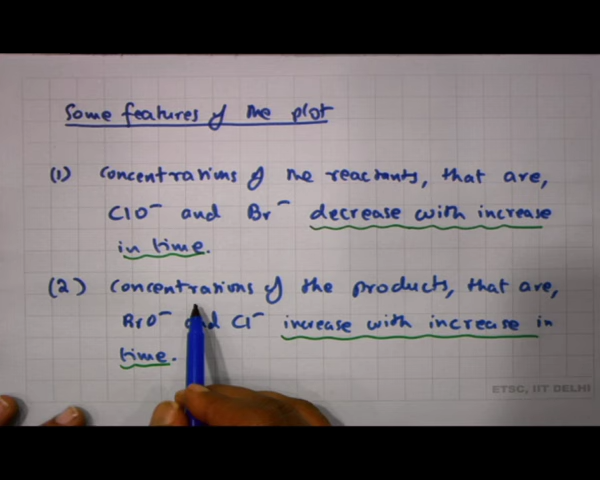 Some features of the plot
(1) Concentrations of the reactants, that are,
ClO⁻ and Br⁻ decrease with increase
in time.
(2) Concentrations of the products, that are,
BrO⁻ and Cl⁻ increase with increase in
time.
ETSC, IIT DELHI